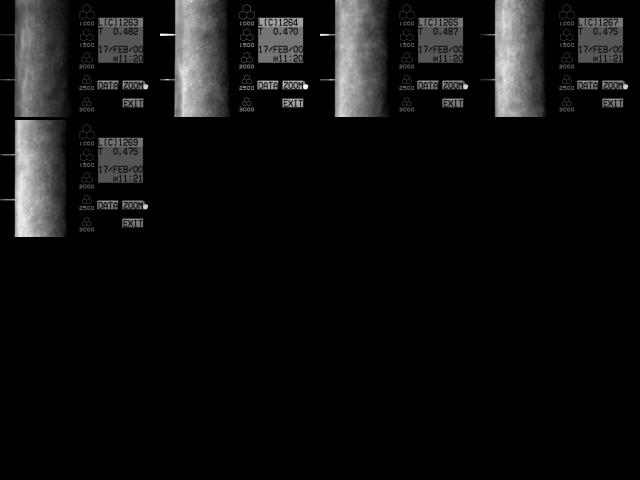 L(C)1263
T 0.482
17/FEB/00
11:20
1000
1500
2000
2500
3000
DATA ZOOM
EXIT
L(C)1264
T 0.470
17/FEB/00
11:20
1000
1500
2000
2500
3000
DATA ZOOM
EXIT
L(C)1265
T 0.487
17/FEB/00
11:20
1000
1500
2000
2500
3000
DATA ZOOM
EXIT
L(C)1267
T 0.475
17/FEB/00
11:21
1000
1500
2000
2500
3000
DATA ZOOM
EXIT
L(C)1269
T 0.475
17/FEB/00
11:21
1000
1500
2000
2500
3000
DATA ZOOM
EXIT